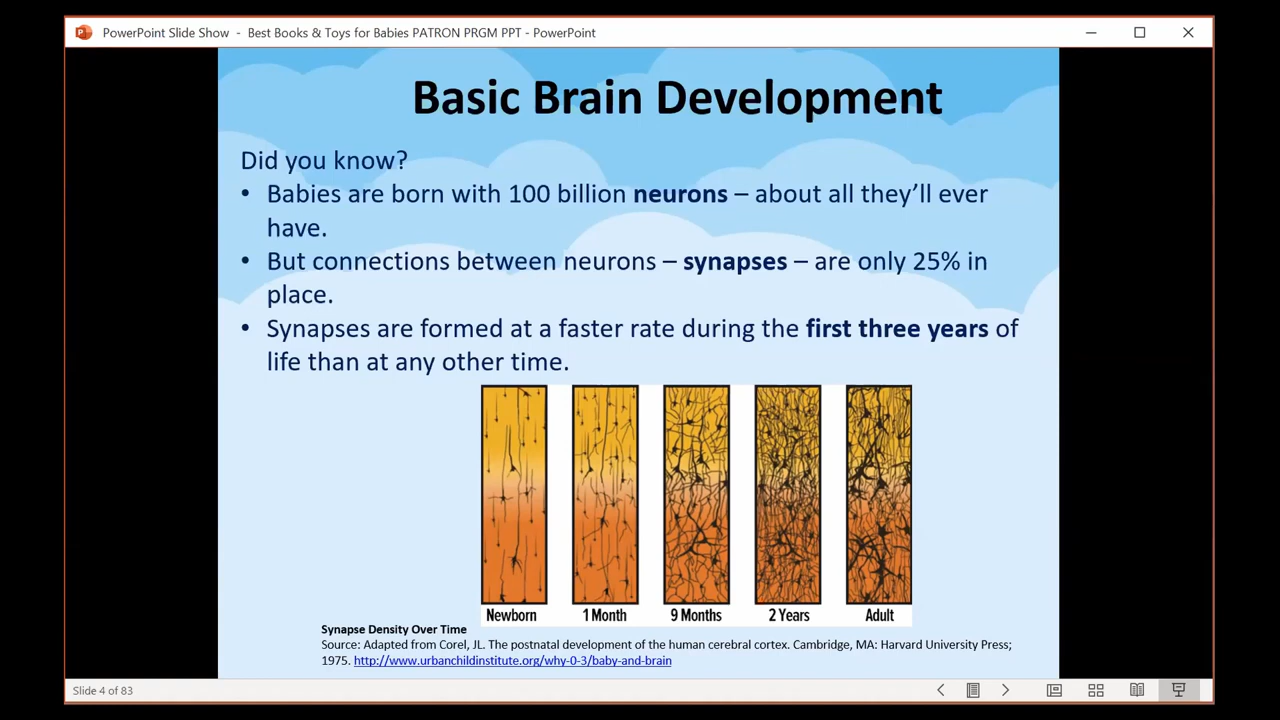 PowerPoint Slide Show - Best Books & Toys for Babies PATRON PRGM PPT - PowerPoint
Basic Brain Development
Did you know?
• Babies are born with 100 billion neurons – about all they’ll ever
have.
• But connections between neurons – synapses – are only 25% in
place.
• Synapses are formed at a faster rate during the first three years of
life than at any other time.
Newborn 1 Month 9 Months 2 Years Adult
Synapse Density Over Time
Source: Adapted from Corel, JL. The postnatal development of the human cerebral cortex. Cambridge, MA: Harvard University Press;
1975. http://www.urbanchildinstitute.org/why-0-3/baby-and-brain
Slide 4 of 83